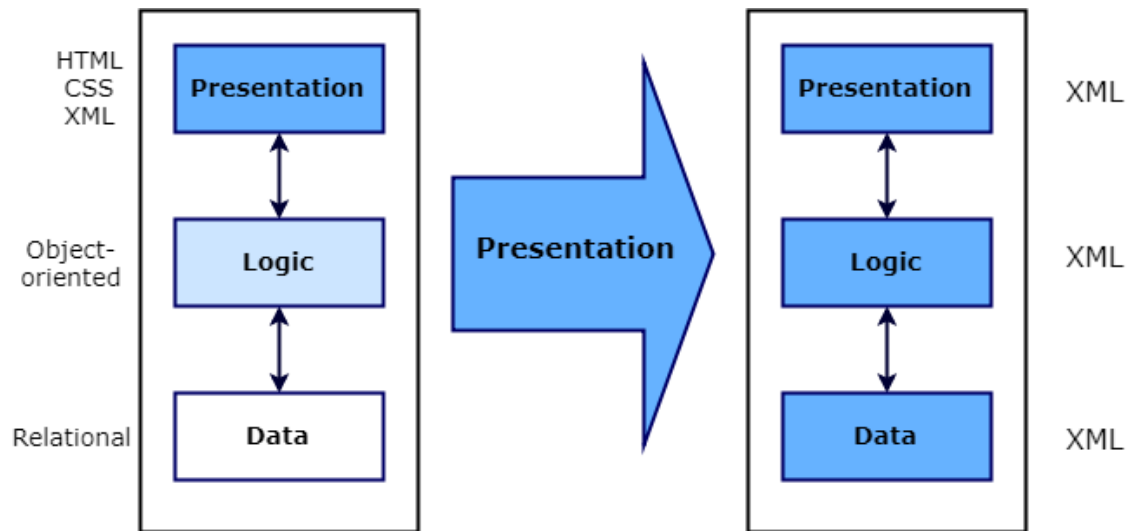 HTML
CSS
XML
Presentation
Object-
oriented
Logic
Relational
Data
Presentation
Presentation
XML
Logic
XML
Data
XML